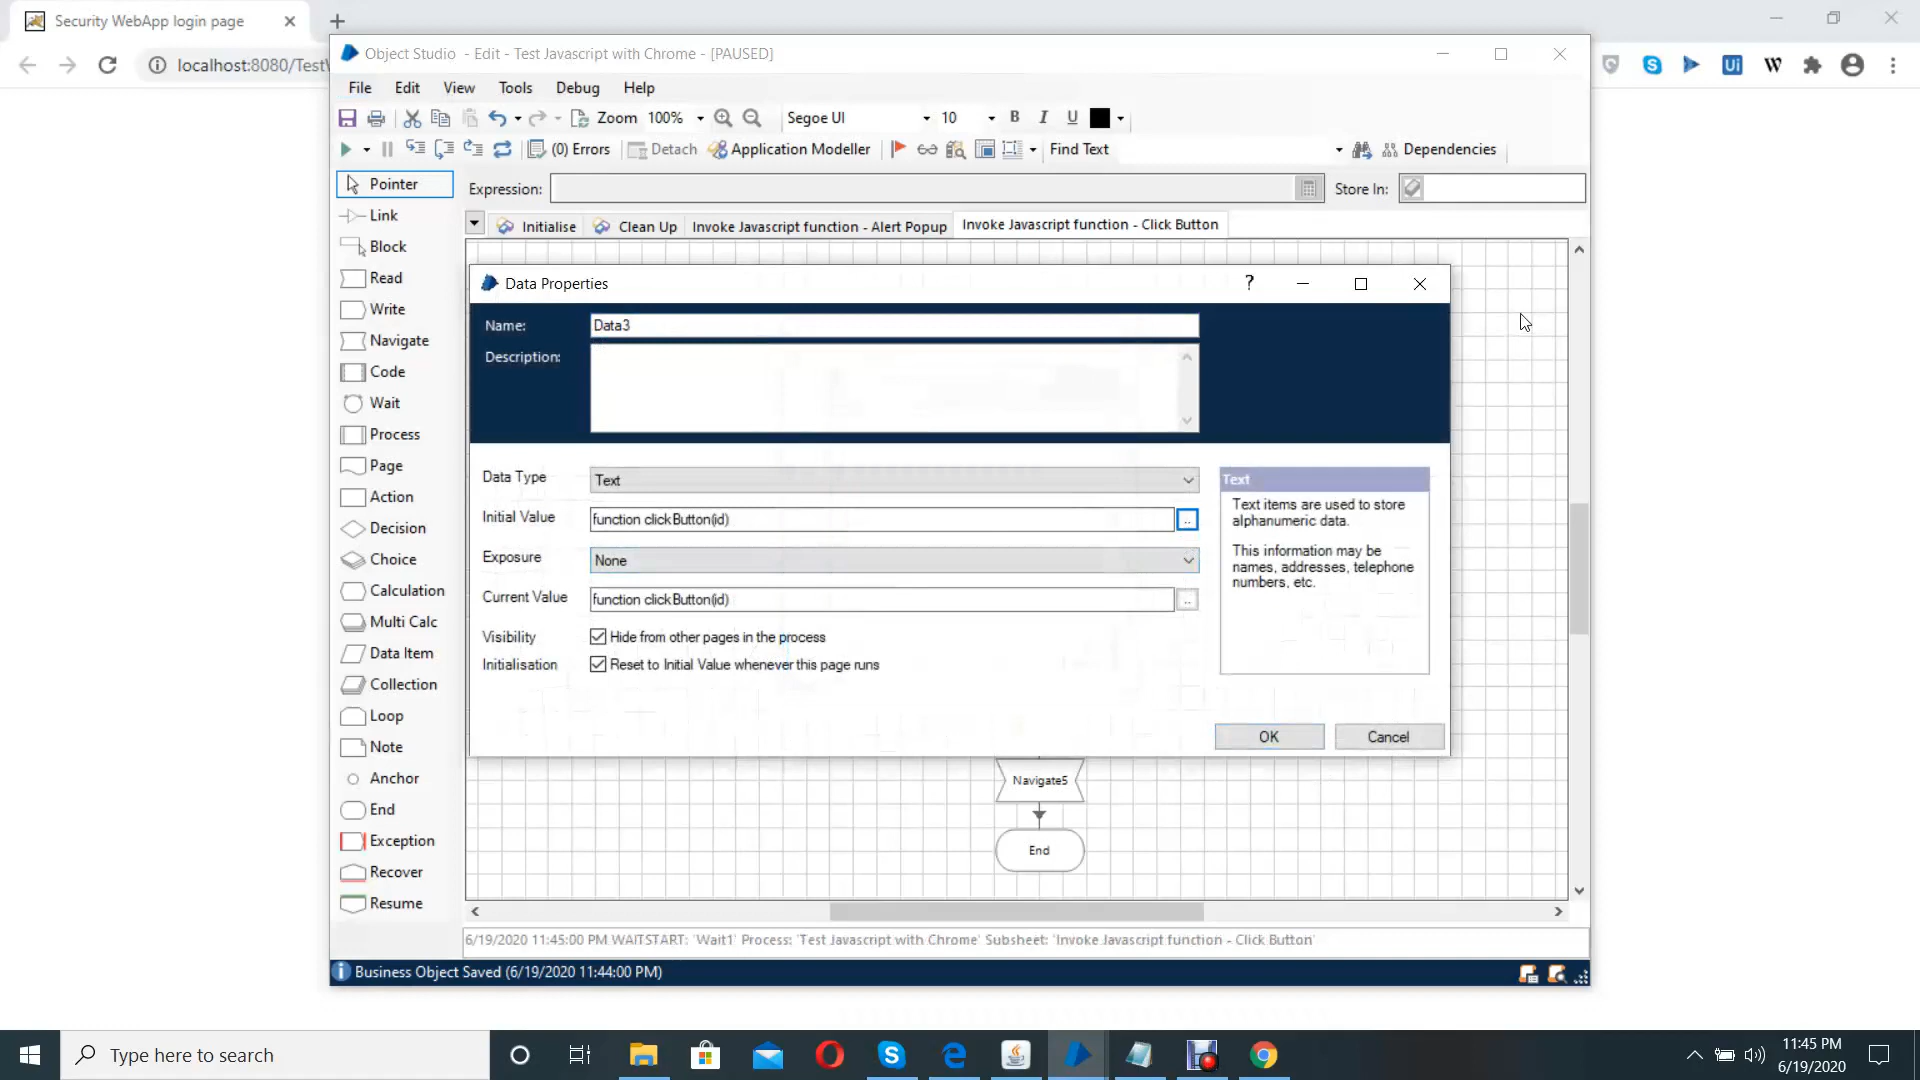 Security WebApp login page
localhost:8080/TestW
Object Studio - Edit - Test Javascript with Chrome - [PAUSED]
File Edit View Tools Debug Help
Zoom 100% Segoe UI 10 B I U
(0) Errors Detach Application Modeller Find Text Dependencies
Pointer
Link
Block
Read
Write
Navigate
Code
Wait
Process
Page
Action
Decision
Choice
Calculation
Multi Calc
Data Item
Collection
Loop
Note
Anchor
End
Exception
Recover
Resume
Expression: Store In:
Initialise Clean Up Invoke Javascript function - Alert Popup Invoke Javascript function - Click Button
Data Properties ?
Name: Data3
Description:
Data Type Text
Initial Value function clickButton(id) ...
Exposure None
Current Value function clickButton(id) ...
Visibility Hide from other pages in the process
Initialisation Reset to Initial Value whenever this page runs
Text
Text items are used to store
alphanumeric data.
This information may be
names, addresses, telephone
numbers, etc.
OK Cancel
Navigate5
End
6/19/2020 11:45:00 PM WAITSTART: 'Wait1' Process: 'Test Javascript with Chrome' Subsheet: 'Invoke Javascript function - Click Button'
Business Object Saved (6/19/2020 11:44:00 PM)
Type here to search
11:45 PM
6/19/2020